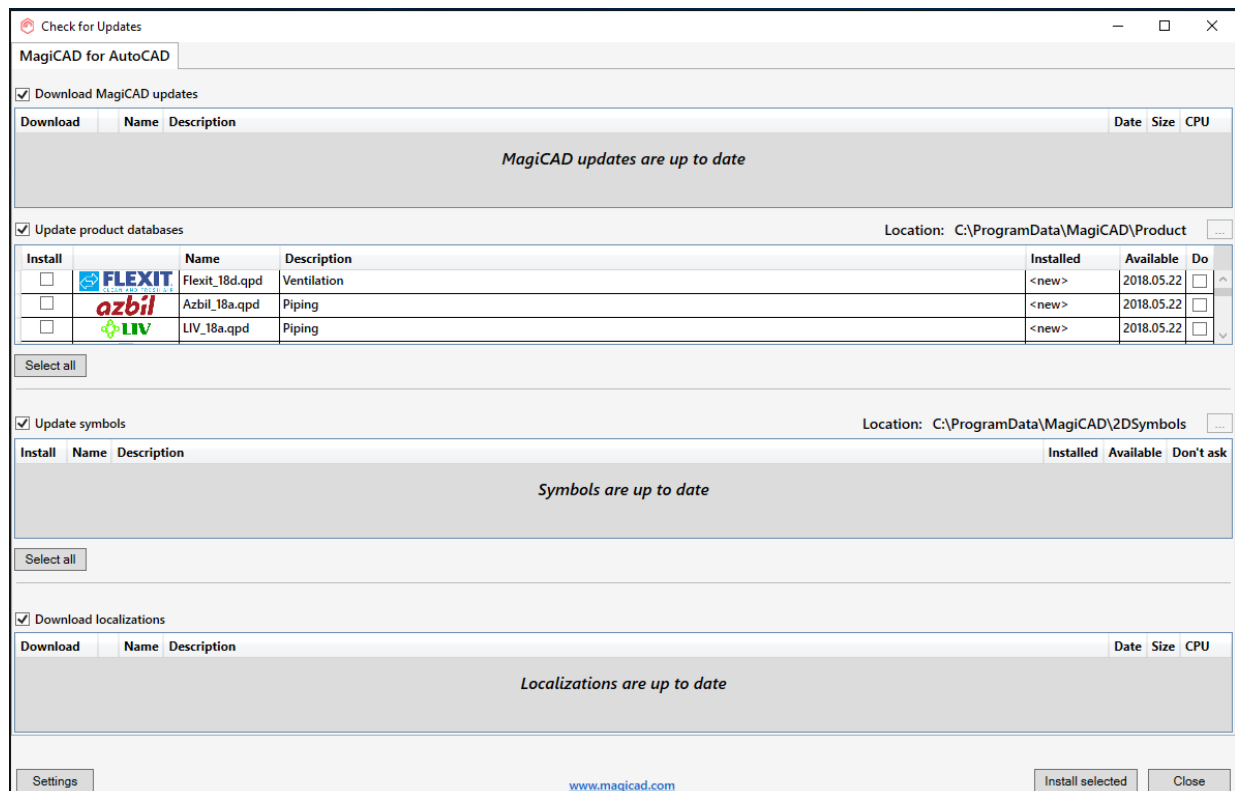 Check for Updates
MagiCAD for AutoCAD
Download MagiCAD updates
Download Name Description Date Size CPU
MagiCAD updates are up to date
Update product databases Location: C:\ProgramData\MagiCAD\Product ...
Install Name Description Installed Available Do
FLEXIT Flexit_18d.qpd Ventilation <new> 2018.05.22
CLEAN AND FRESH AIR
azbil Azbil_18a.qpd Piping <new> 2018.05.22
LIV LIV_18a.qpd Piping <new> 2018.05.22
Select all
Update symbols Location: C:\ProgramData\MagiCAD\2DSymbols ...
Install Name Description Installed Available Don't ask
Symbols are up to date
Select all
Download localizations
Download Name Description Date Size CPU
Localizations are up to date
Settings www.magicad.com Install selected Close